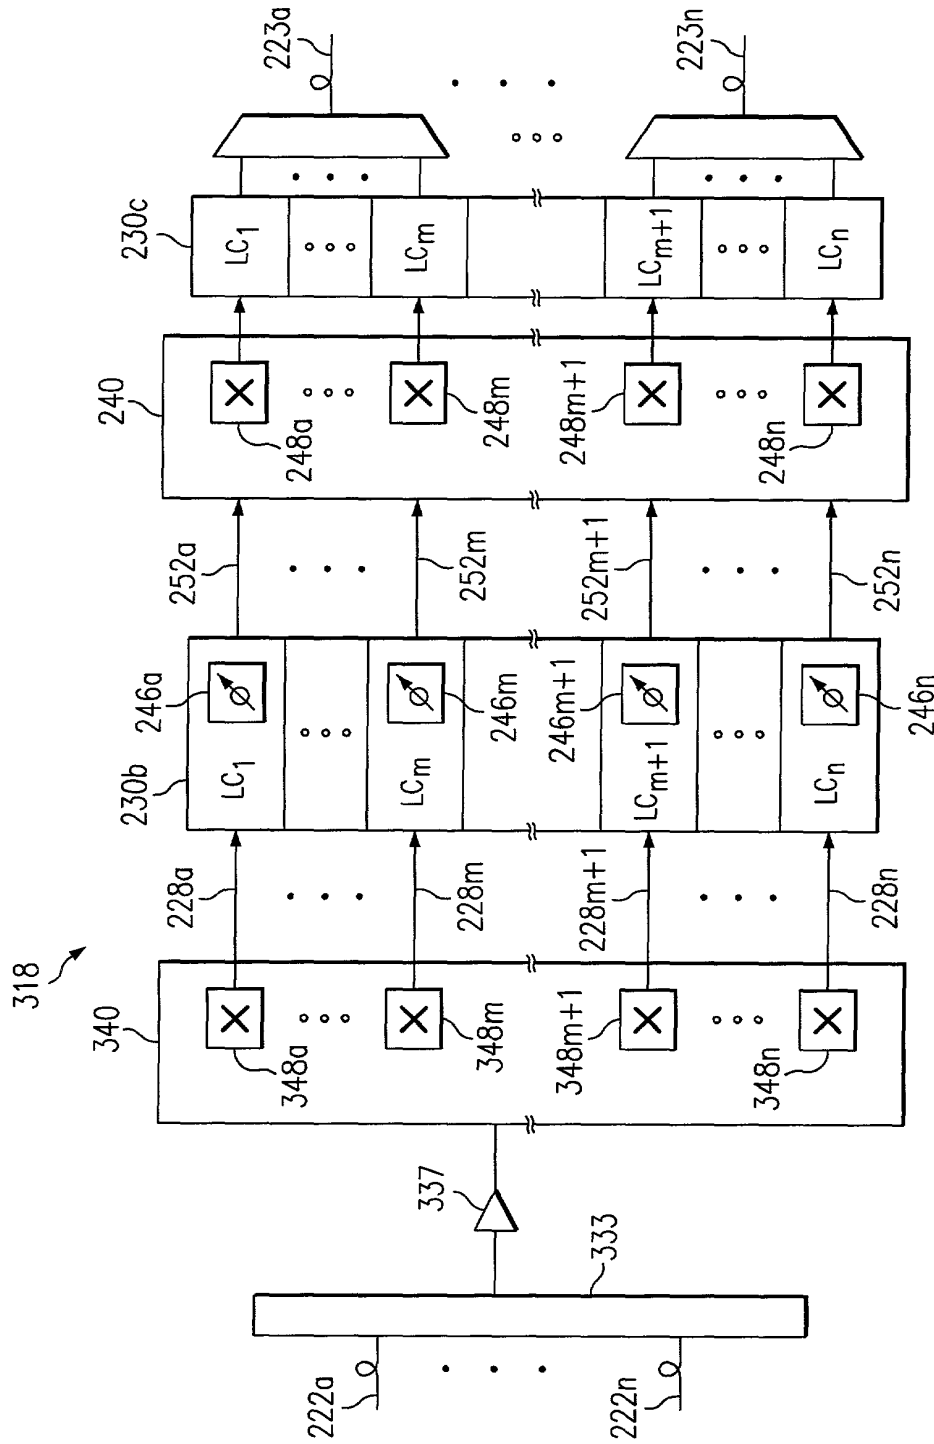 318
222a
222n
333
337
340
348a
348m
348m+1
348n
228a
228m
228m+1
228n
230b
LC1
LCm
LCm+1
LCn
246a
246m
246m+1
246n
252a
252m
252m+1
252n
240
248a
248m
248m+1
248n
230c
LC1
LCm
LCm+1
LCn
223a
223n